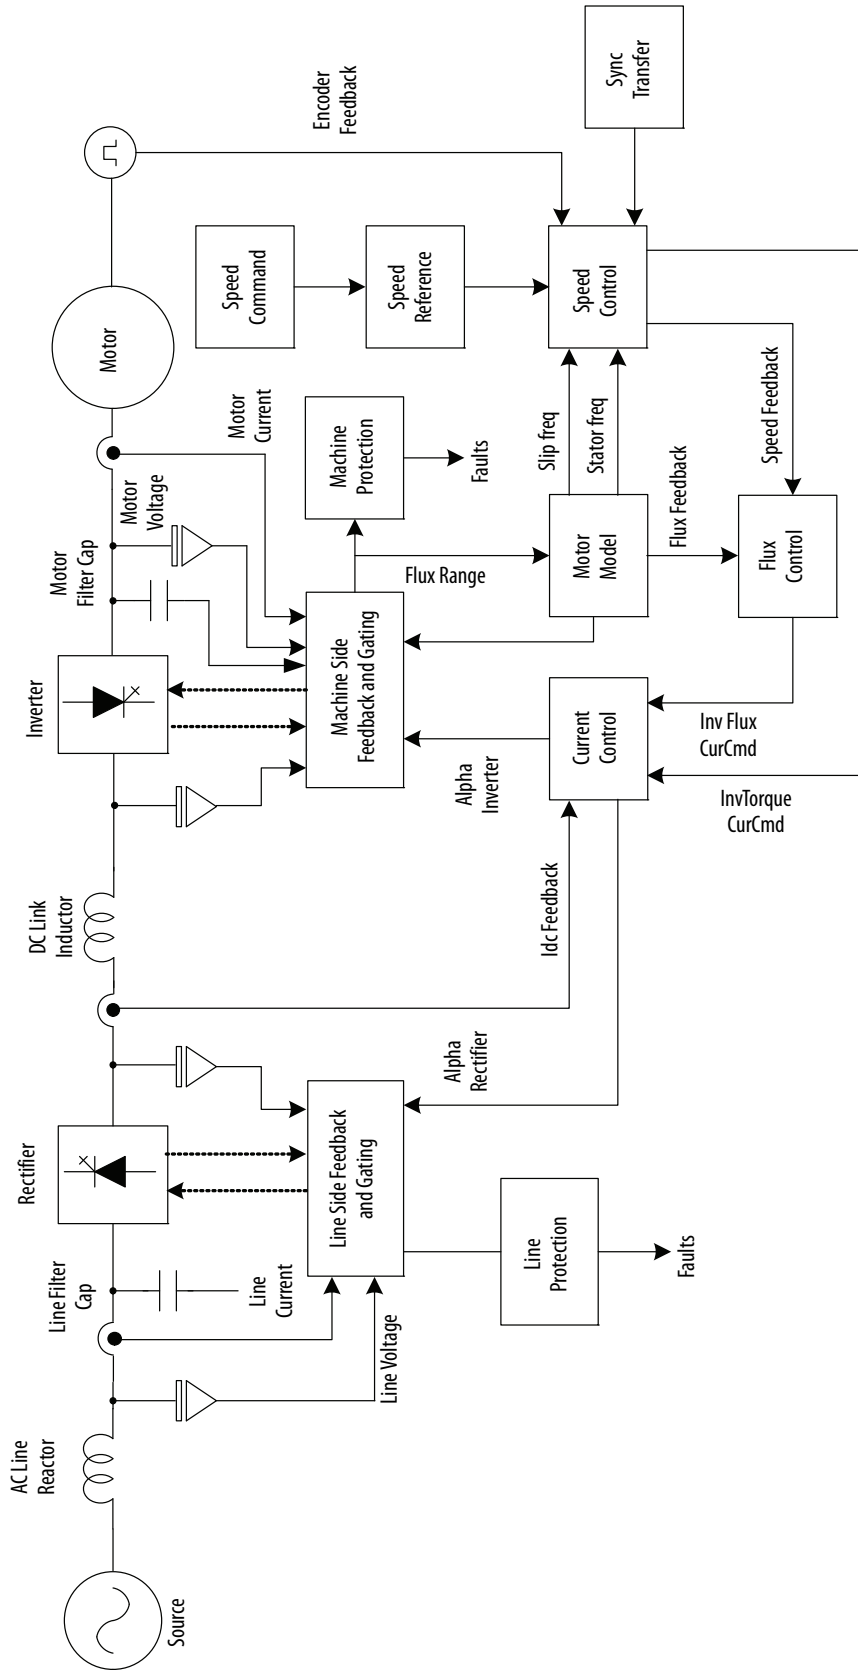 Source
AC Line
Reactor
Line Filter
Cap
Rectifier
DC Link
Inductor
Inverter
Motor
Filter Cap
Motor
Voltage
Motor
Current
Motor
Encoder
Feedback
Line Voltage
Line
Current
Line Side Feedback
and Gating
Alpha
Rectifier
Idc Feedback
Alpha
Inverter
Machine Side
Feedback and Gating
Flux Range
Machine
Protection
Faults
Speed
Command
Speed
Reference
Sync
Transfer
Line
Protection
Faults
Current
Control
Motor
Model
Slip freq
Stator freq
Speed
Control
InvTorque
CurCmd
Inv Flux
CurCmd
Flux Feedback
Speed Feedback
Flux
Control